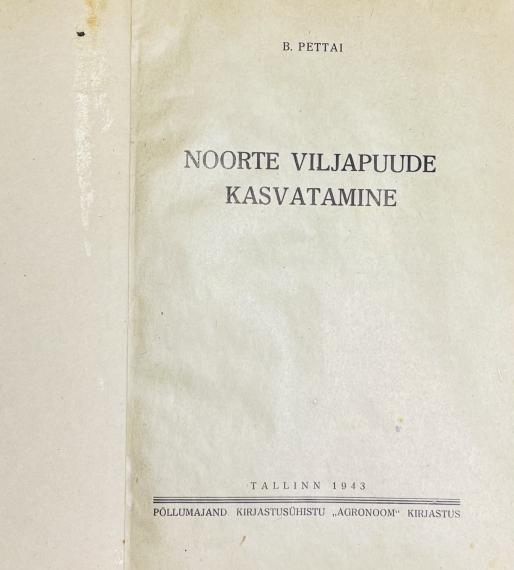 B. PETTAI
NOORTE VILJAPUUDE
KASVATAMINE
TALLINN 1943
PÕLLUMAJAND KIRJASTUSÜHISTU „AGRONOOM“ KIRJASTUS